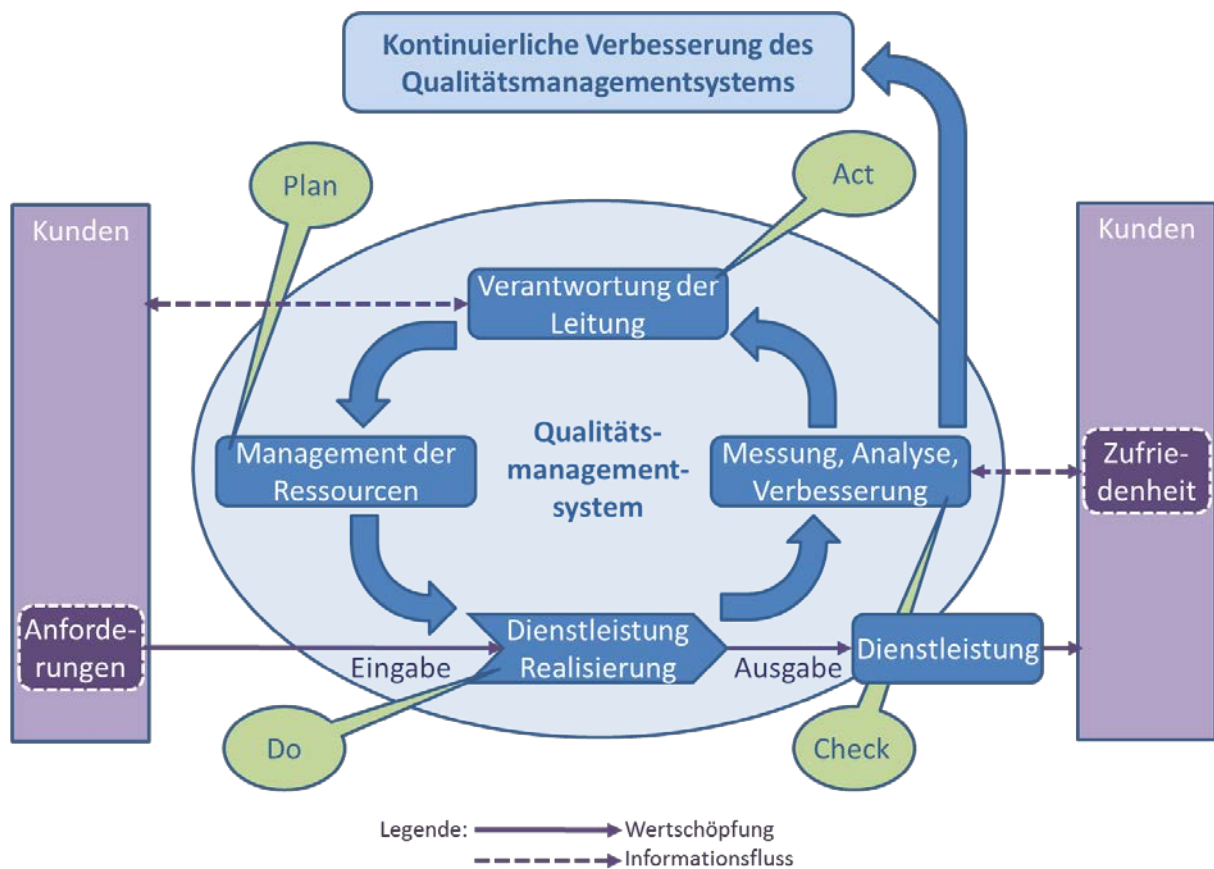 Kontinuierliche Verbesserung des
Qualitätsmanagementsystems
Plan
Act
Kunden
Kunden
Verantwortung der
Leitung
Management der
Ressourcen
Qualitäts-
management-
system
Messung, Analyse,
Verbesserung
Zufrie-
denheit
Anforde-
rungen
Eingabe
Dienstleistung
Realisierung
Ausgabe
Dienstleistung
Do
Check
Legende:
Wertschöpfung
Informationsfluss